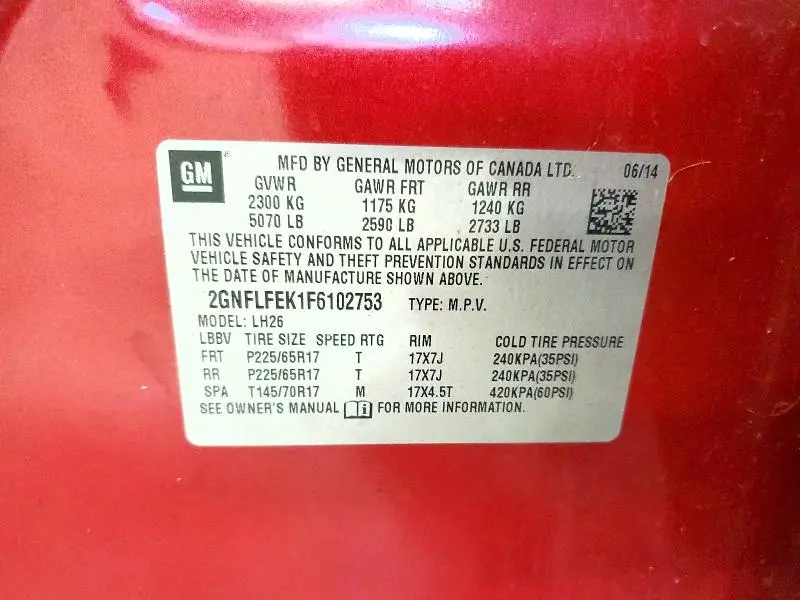 GM MFD BY GENERAL MOTORS OF CANADA LTD. 06/14
GVWR GAWR FRT GAWR RR
2300 KG 1175 KG 1240 KG
5070 LB 2590 LB 2733 LB
THIS VEHICLE CONFORMS TO ALL APPLICABLE U.S. FEDERAL MOTOR
VEHICLE SAFETY AND THEFT PREVENTION STANDARDS IN EFFECT ON
THE DATE OF MANUFACTURE SHOWN ABOVE.
2GNFLFEK1F6102753 TYPE: M.P.V.
MODEL: LH26
LBBV TIRE SIZE SPEED RTG RIM COLD TIRE PRESSURE
FRT P225/65R17 T 17X7J 240KPA(35PSI)
RR P225/65R17 T 17X7J 240KPA(35PSI)
SPA T145/70R17 M 17X4.5T 420KPA(60PSI)
SEE OWNER'S MANUAL i FOR MORE INFORMATION.